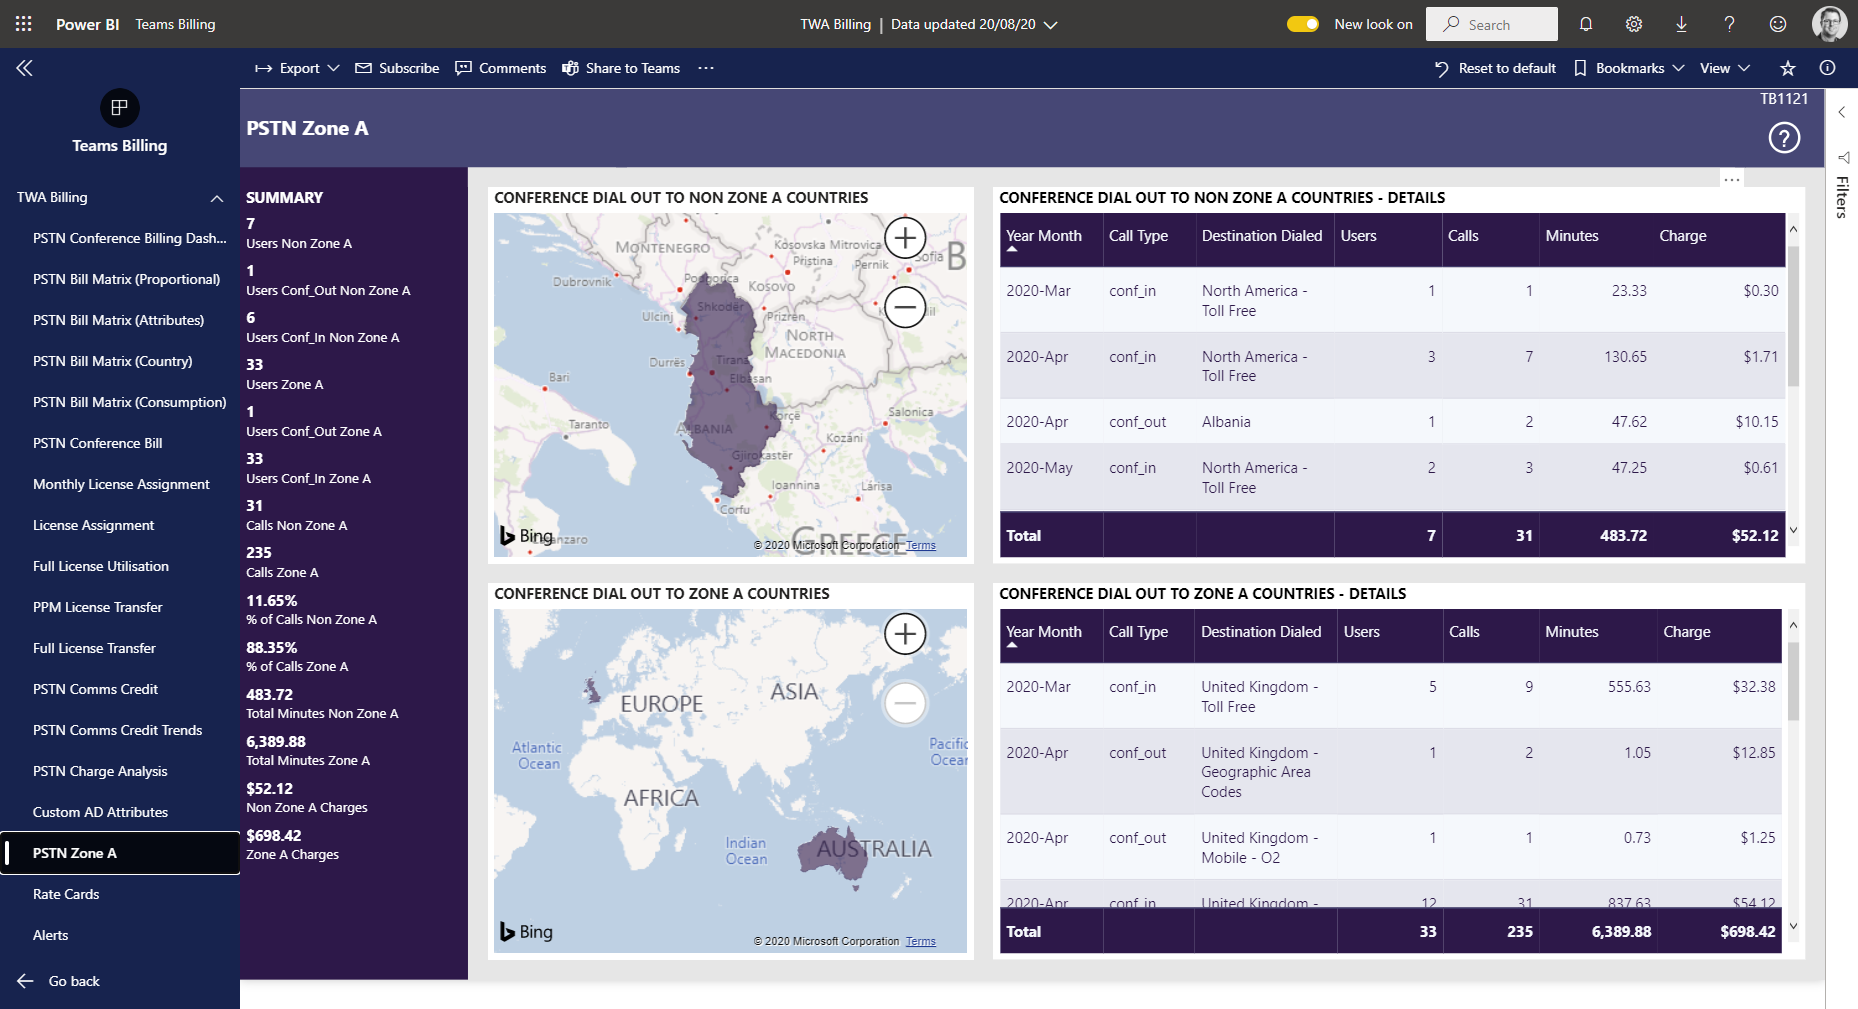 Power BI Teams Billing
TWA Billing | Data updated 20/08/20
New look on
Search
Export Subscribe Comments Share to Teams ...
Reset to default Bookmarks View
Teams Billing
TWA Billing
PSTN Conference Billing Dash...
PSTN Bill Matrix (Proportional)
PSTN Bill Matrix (Attributes)
PSTN Bill Matrix (Country)
PSTN Bill Matrix (Consumption)
PSTN Conference Bill
Monthly License Assignment
License Assignment
Full License Utilisation
PPM License Transfer
Full License Transfer
PSTN Comms Credit
PSTN Comms Credit Trends
PSTN Charge Analysis
Custom AD Attributes
PSTN Zone A
Rate Cards
Alerts
Go back
PSTN Zone A
TB1121
Filters
SUMMARY
7
Users Non Zone A
1
Users Conf_Out Non Zone A
6
Users Conf_In Non Zone A
33
Users Zone A
1
Users Conf_Out Zone A
33
Users Conf_In Zone A
31
Calls Non Zone A
235
Calls Zone A
11.65%
% of Calls Non Zone A
88.35%
% of Calls Zone A
483.72
Total Minutes Non Zone A
6,389.88
Total Minutes Zone A
$52.12
Non Zone A Charges
$698.42
Zone A Charges
CONFERENCE DIAL OUT TO NON ZONE A COUNTRIES
MONTENEGRO
Kosovska Mitrovica
Priština
Pernik
Sofia
B
Dubrovnik
Podgorica
KOSOVO
Shkodër
Ulcinj
Prizren
NORTH
MACEDONIA
Durrës
Tirana
Elbasan
Bari
Taranto
Korçë
Salonica
ALBANIA
Kozáni
Gjirokastër
Ioannina
Lárisa
Corfu
GREECE
Bing
© 2020 Microsoft Corporation Terms
CONFERENCE DIAL OUT TO NON ZONE A COUNTRIES - DETAILS
Year Month Call Type Destination Dialed Users Calls Minutes Charge
2020-Mar conf_in North America - 1 1 23.33 $0.30
Toll Free
2020-Apr conf_in North America - 3 7 130.65 $1.71
Toll Free
2020-Apr conf_out Albania 1 2 47.62 $10.15
2020-May conf_in North America - 2 3 47.25 $0.61
Toll Free
Total 7 31 483.72 $52.12
CONFERENCE DIAL OUT TO ZONE A COUNTRIES
EUROPE
ASIA
Atlantic
Ocean
Pacific
Ocean
AFRICA
Indian
Ocean
AUSTRALIA
Bing
© 2020 Microsoft Corporation Terms
CONFERENCE DIAL OUT TO ZONE A COUNTRIES - DETAILS
Year Month Call Type Destination Dialed Users Calls Minutes Charge
2020-Mar conf_in United Kingdom - 5 9 555.63 $32.38
Toll Free
2020-Apr conf_out United Kingdom - 1 2 1.05 $12.85
Geographic Area
Codes
2020-Apr conf_out United Kingdom - 1 1 0.73 $1.25
Mobile - O2
2020-Apr conf_in United Kingdom - 12 31 837.63 $54.12
Total 33 235 6,389.88 $698.42